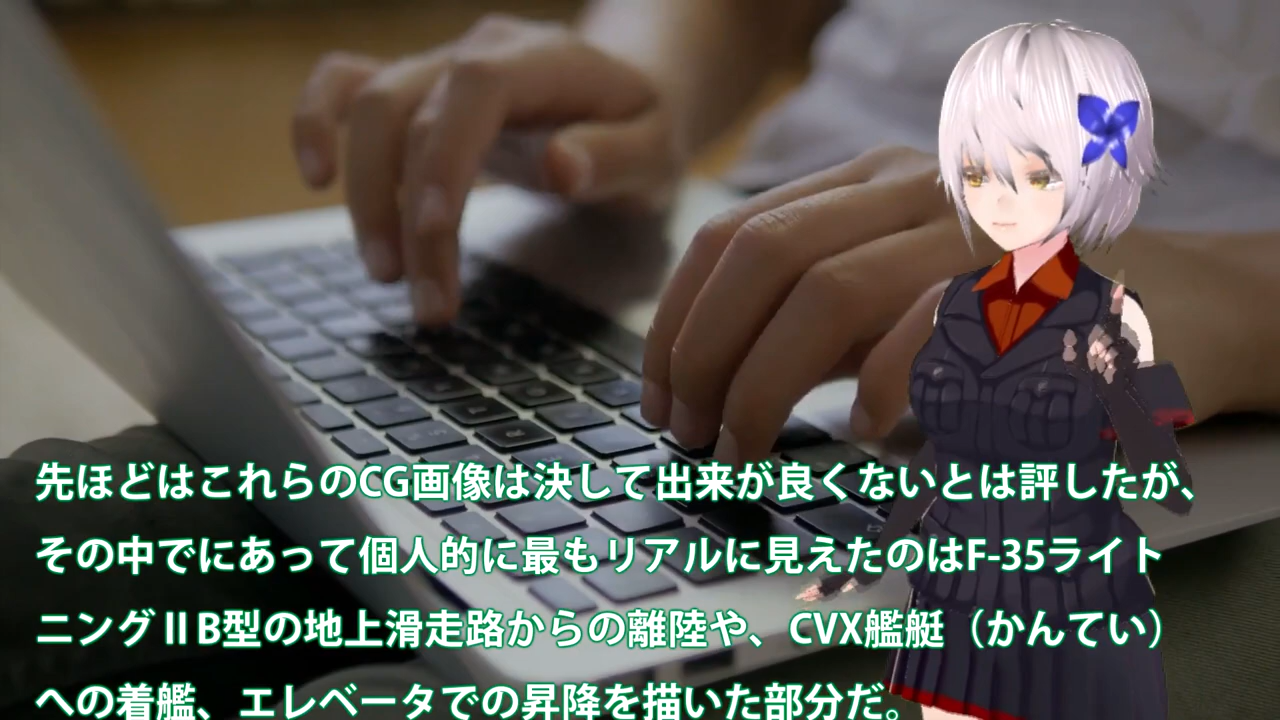 先ほどはこれらのCG画像は決して出来が良くないとは評したが、
その中でにあって個人的に最もリアルに見えたのはF-35ライト
ニングⅡB型の地上滑走路からの離陸や、CVX艦艇（かんてい）
への着艦、エレベータでの昇降を描いた部分だ。